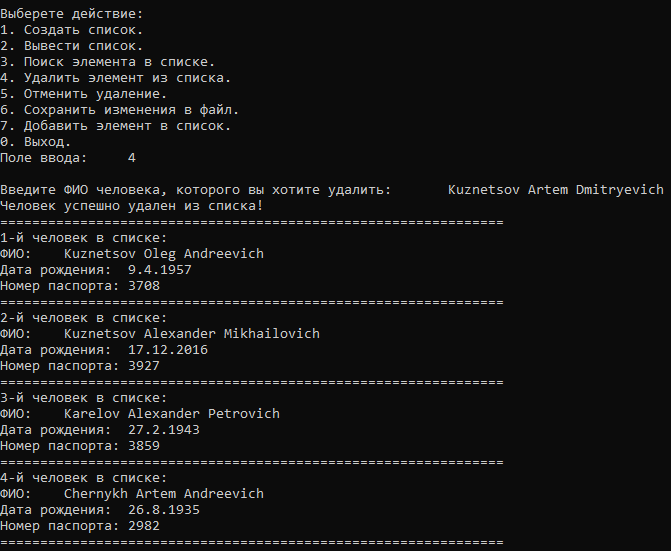 Выберете действие:
1. Создать список.
2. Вывести список.
3. Поиск элемента в списке.
4. Удалить элемент из списка.
5. Отменить удаление.
6. Сохранить изменения в файл.
7. Добавить элемент в список.
0. Выход.
Поле ввода: 4
Введите ФИО человека, которого вы хотите удалить: Kuznetsov Artem Dmitryevich
Человек успешно удален из списка!
===============================================================
1-й человек в списке:
ФИО: Kuznetsov Oleg Andreevich
Дата рождения: 9.4.1957
Номер паспорта: 3708
===============================================================
2-й человек в списке:
ФИО: Kuznetsov Alexander Mikhailovich
Дата рождения: 17.12.2016
Номер паспорта: 3927
===============================================================
3-й человек в списке:
ФИО: Karelov Alexander Petrovich
Дата рождения: 27.2.1943
Номер паспорта: 3859
===============================================================
4-й человек в списке:
ФИО: Chernykh Artem Andreevich
Дата рождения: 26.8.1935
Номер паспорта: 2982
===============================================================